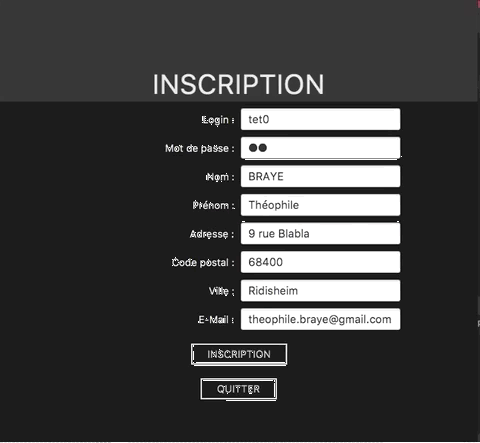 INSCRIPTION
Login : tet0
Mot de passe : ●●
Nom : BRAYE
Prénom : Théophile
Adresse : 9 rue Blabla
Code postal : 68400
Ville : Ridisheim
E-Mail : theophile.braye@gmail.com
INSCRIPTION
QUITTER